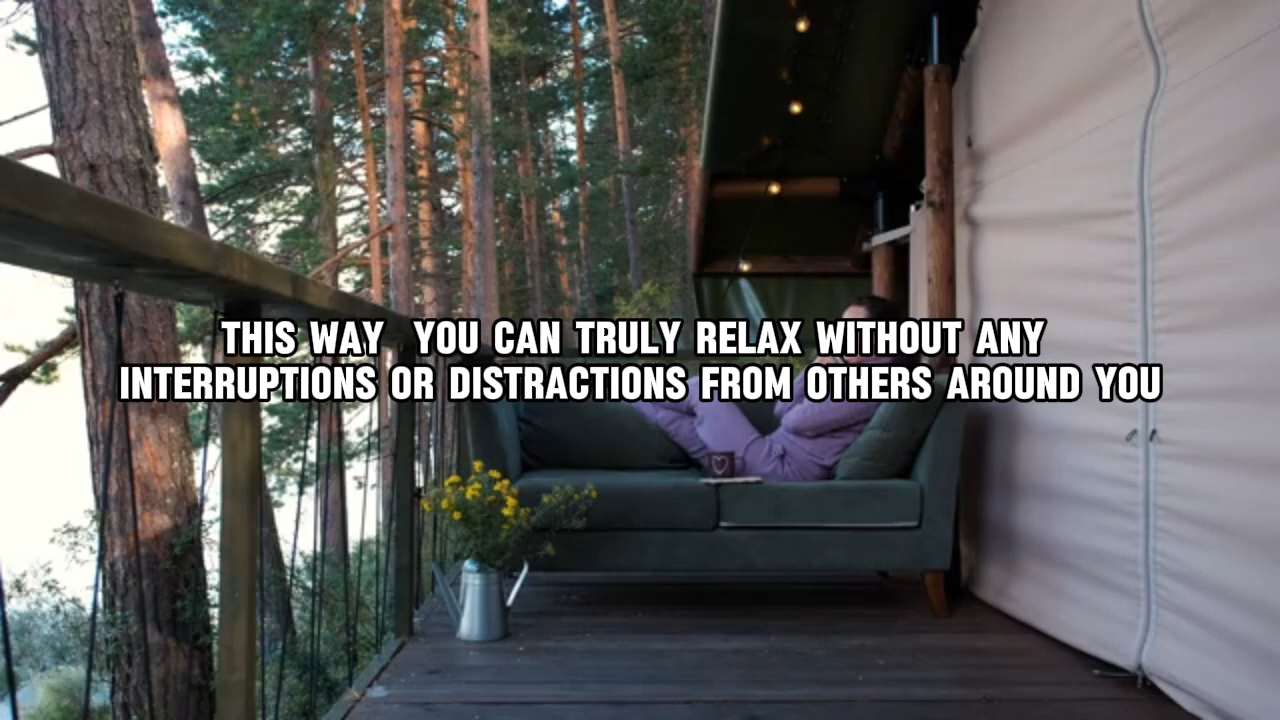 THIS WAY  YOU CAN TRULY RELAX WITHOUT ANY
INTERRUPTIONS OR DISTRACTIONS FROM OTHERS AROUND YOU